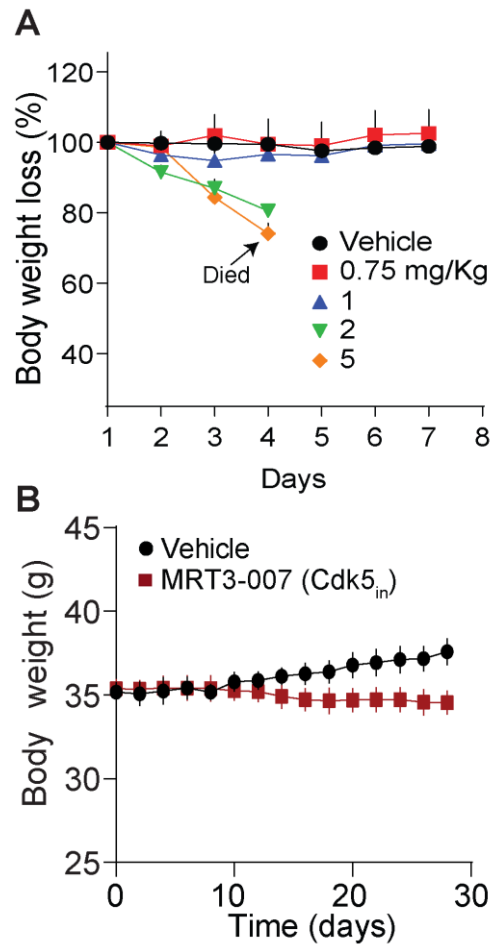 A
Body weight loss (%)
120
100
80
60
40
Died
Vehicle
0.75 mg/Kg
1
2
5
1 2 3 4 5 6 7 8
Days
B
Body weight (g)
45
40
35
30
25
Vehicle
MRT3-007 (Cdk5in)
0 10 20 30
Time (days)